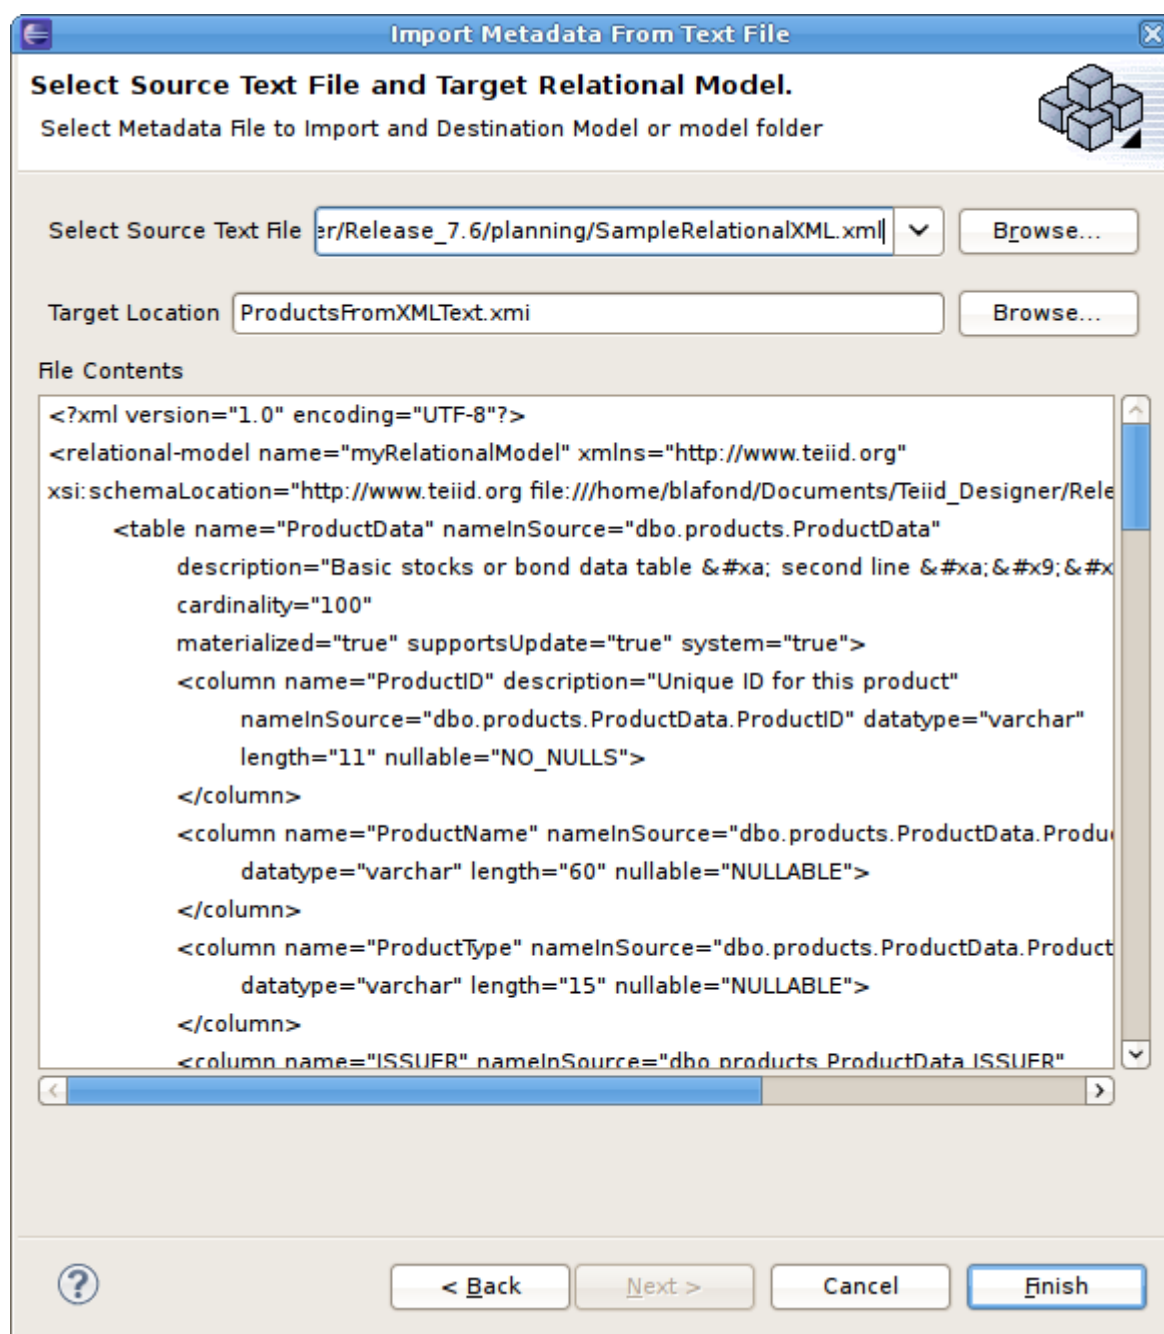 Import Metadata From Text File
Select Source Text File and Target Relational Model.
Select Metadata File to Import and Destination Model or model folder
Select Source Text File er/Release_7.6/planning/SampleRelationalXML.xml Browse...
Target Location ProductsFromXMLText.xmi Browse...
File Contents
<?xml version="1.0" encoding="UTF-8"?>
<relational-model name="myRelationalModel" xmlns="http://www.teiid.org"
xsi:schemaLocation="http://www.teiid.org file:///home/blafond/Documents/Teiid_Designer/Rele
<table name="ProductData" nameInSource="dbo.products.ProductData"
description="Basic stocks or bond data table &#xa; second line &#xa;&#x9;&#x
cardinality="100"
materialized="true" supportsUpdate="true" system="true">
<column name="ProductID" description="Unique ID for this product"
nameInSource="dbo.products.ProductData.ProductID" datatype="varchar"
length="11" nullable="NO_NULLS">
</column>
<column name="ProductName" nameInSource="dbo.products.ProductData.Produ
datatype="varchar" length="60" nullable="NULLABLE">
</column>
<column name="ProductType" nameInSource="dbo.products.ProductData.Product
datatype="varchar" length="15" nullable="NULLABLE">
</column>
<column name="ISSUER" nameInSource="dbo.products.ProductData.ISSUER"
< Back Next > Cancel Finish